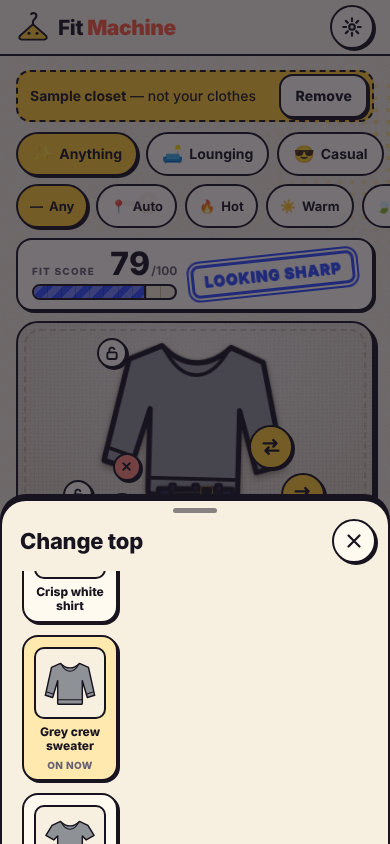 Fit Machine
Sample closet — not your clothes
Remove
Anything
Lounging
Casual
— Any
Auto
Hot
Warm
FIT SCORE
79/100
LOOKING SHARP
Change top
Crisp white
shirt
Grey crew
sweater
ON NOW